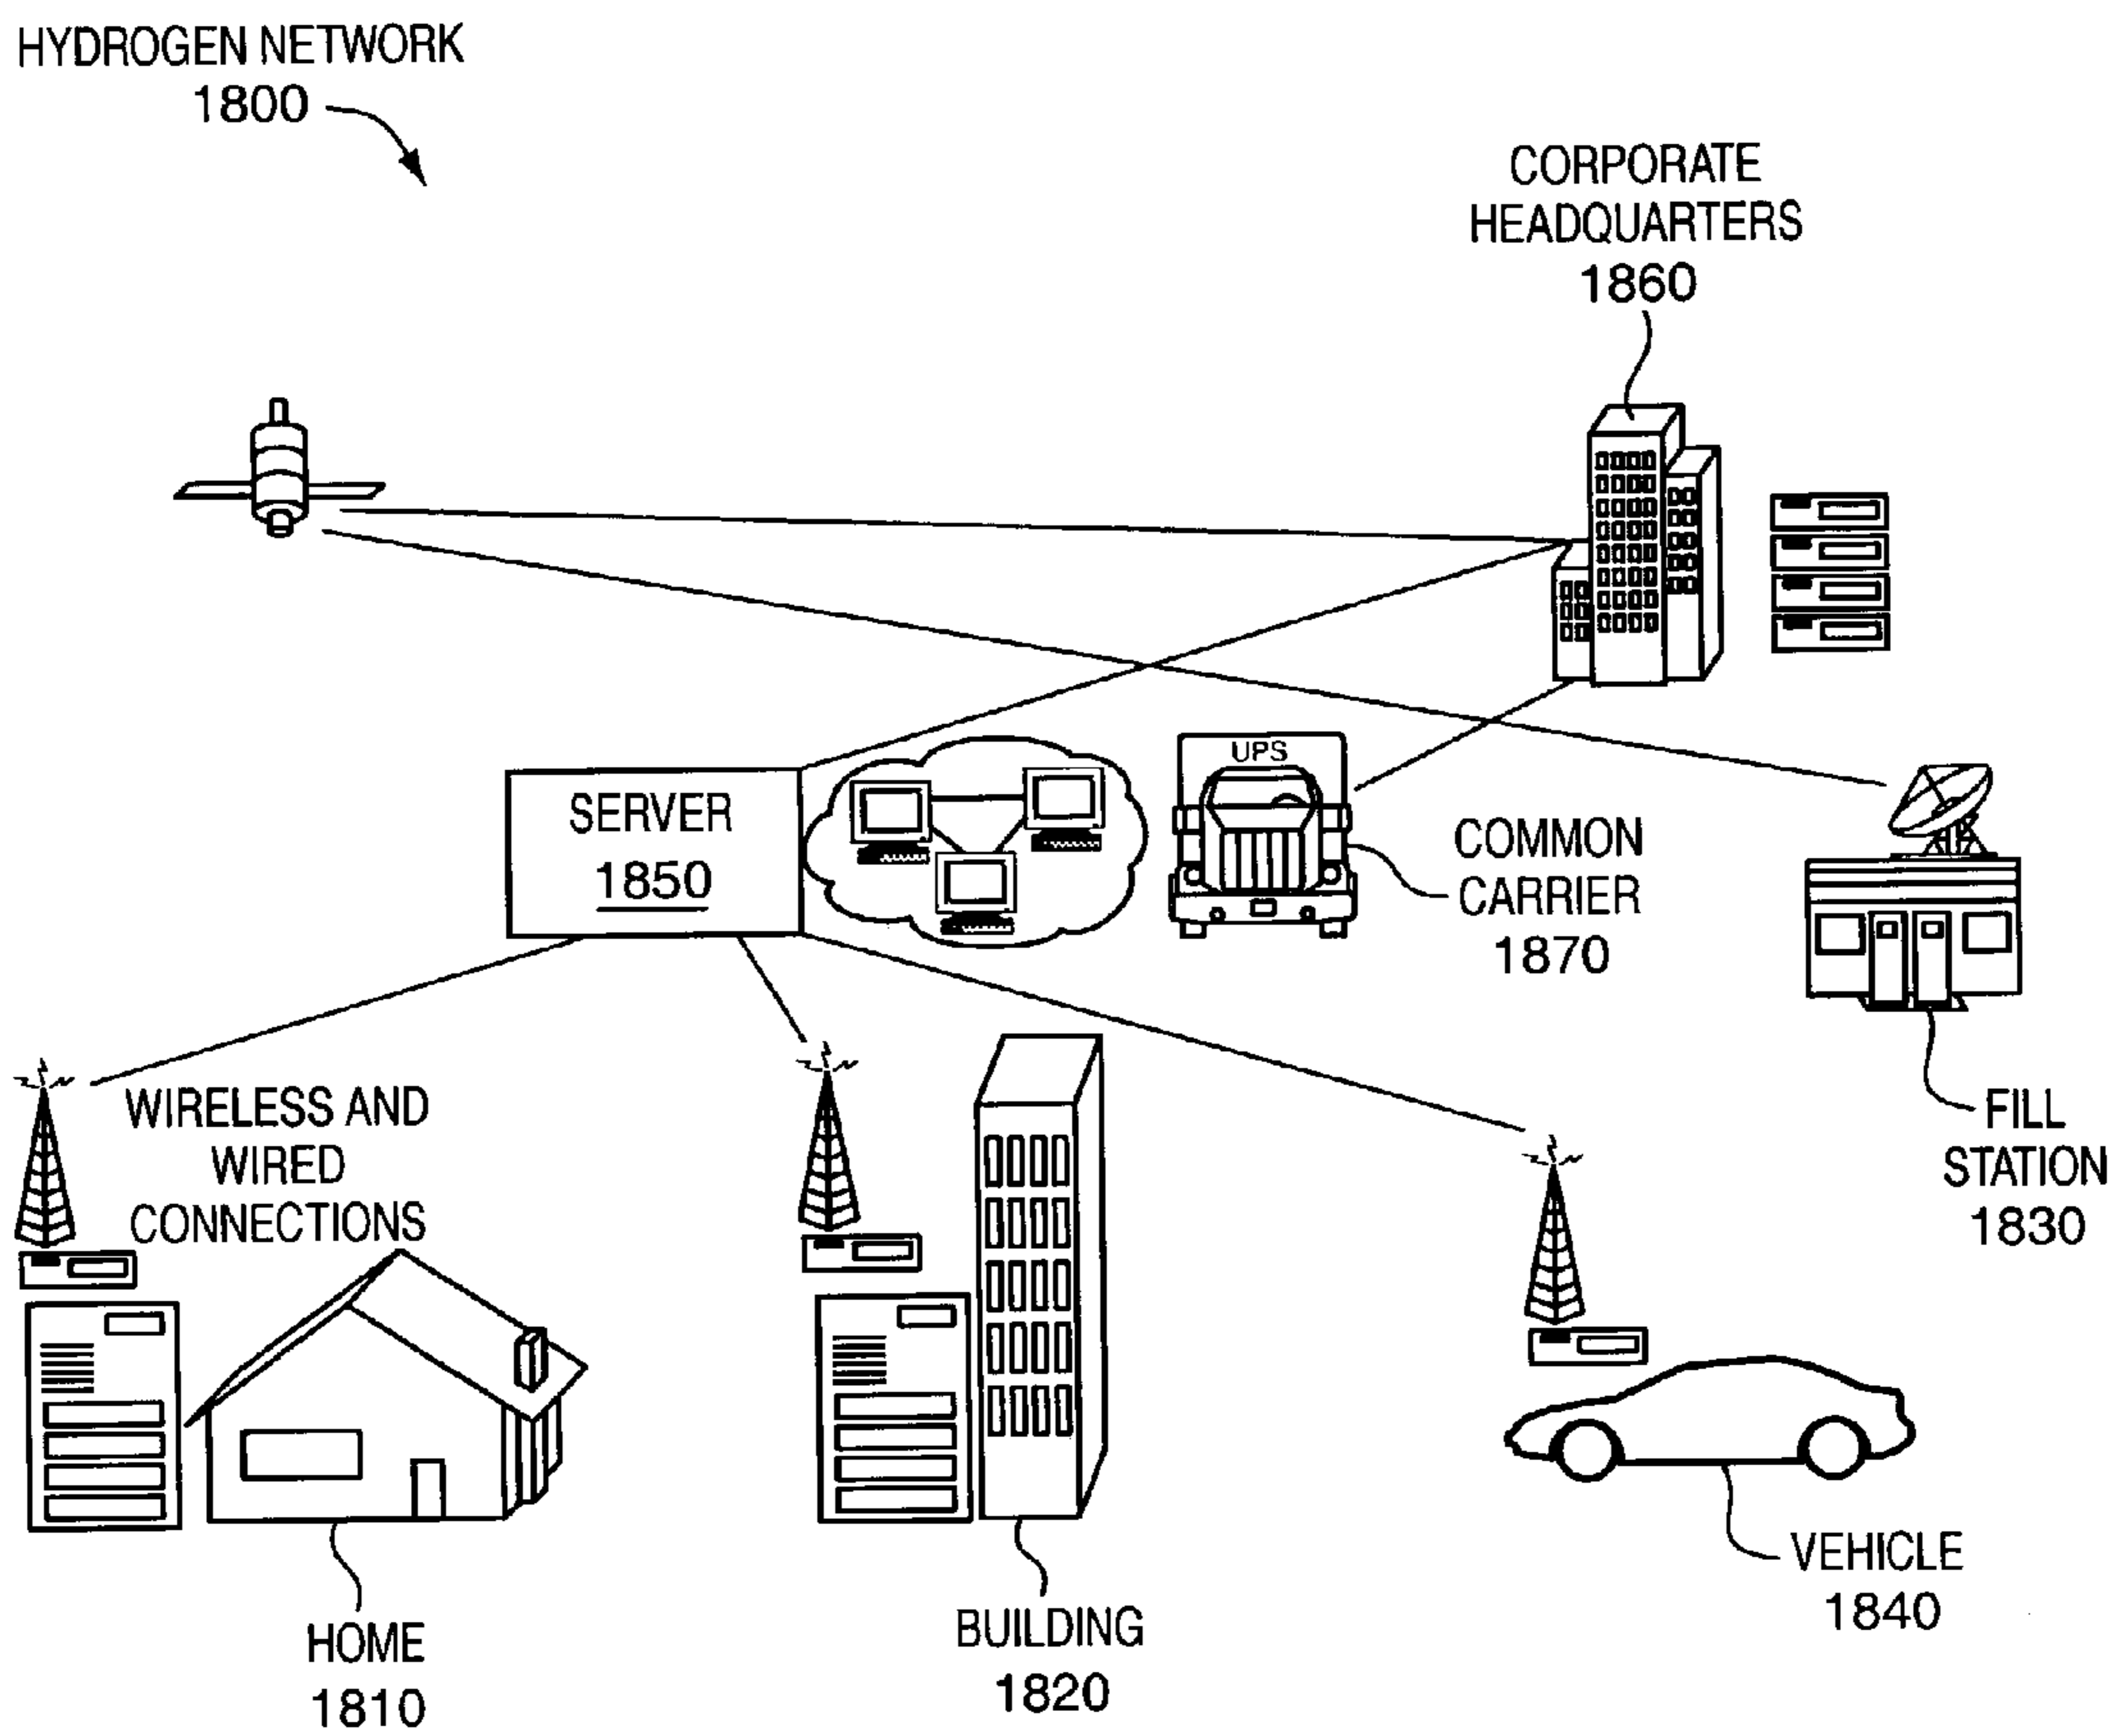 HYDROGEN NETWORK
1800
CORPORATE
HEADQUARTERS
1860
UPS
SERVER
1850
COMMON
CARRIER
1870
WIRELESS AND
WIRED
CONNECTIONS
FILL
STATION
1830
VEHICLE
1840
HOME
1810
BUILDING
1820